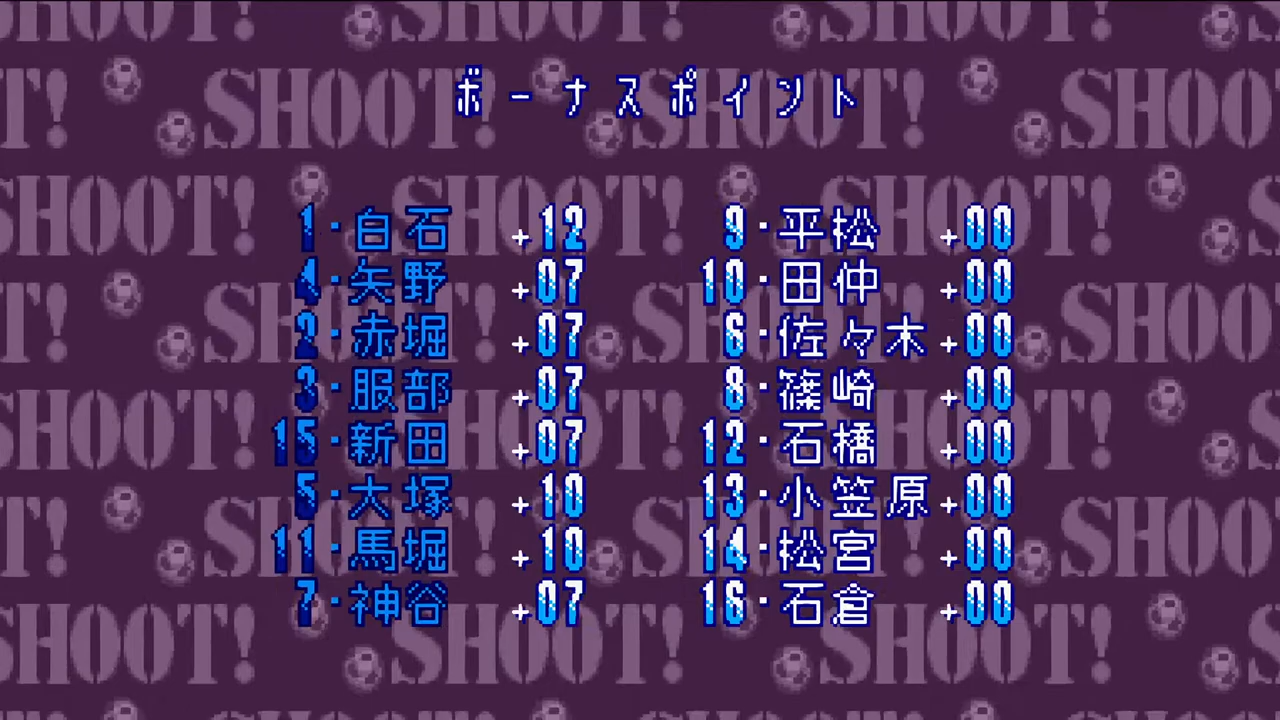 ボーナスポイント
1・白石 +12 9・平松 +00
4・矢野 +07 10・田仲 +00
2・赤堀 +07 6・佐々木 +00
3・服部 +07 8・篠崎 +00
15・新田 +07 12・石橋 +00
5・大塚 +10 13・小笠原 +00
11・馬堀 +10 14・松宮 +00
7・神谷 +07 16・石倉 +00
SHOOT!